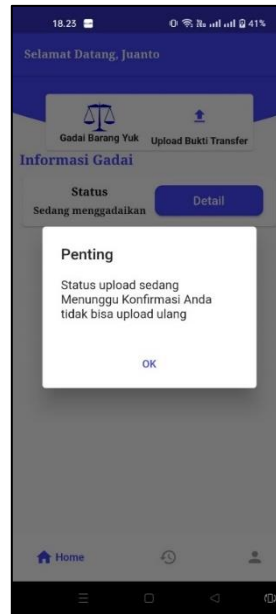 18.23
41%
Selamat Datang, Juanto
Gadai Barang Yuk
Upload Bukti Transfer
Informasi Gadai
Status
Sedang menggadaikan
Detail
Penting
Status upload sedang
Menunggu Konfirmasi Anda
tidak bisa upload ulang
OK
Home